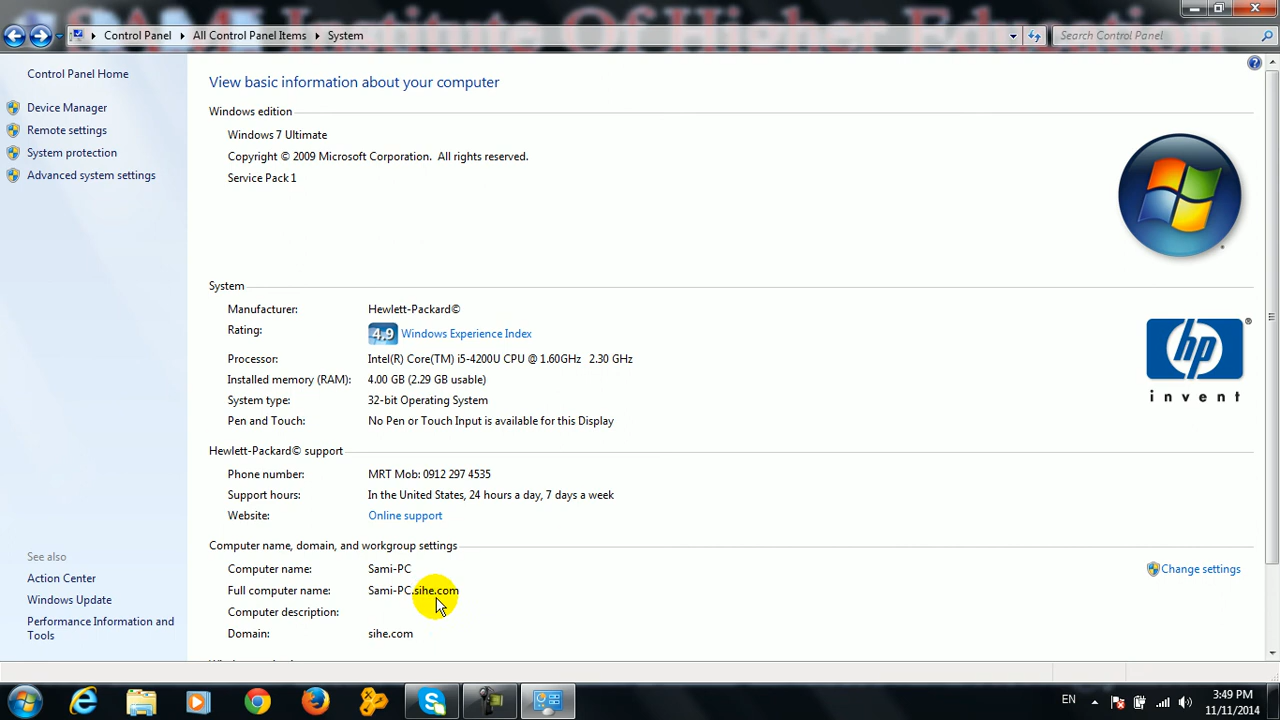 SAMI Institute Of Higher Education
Control Panel
All Control Panel Items
System
Search Control Panel
Control Panel Home
Device Manager
Remote settings
System protection
Advanced system settings
View basic information about your computer
Windows edition
Windows 7 Ultimate
Copyright © 2009 Microsoft Corporation. All rights reserved.
Service Pack 1
System
Manufacturer: Hewlett-Packard©
Rating: 4,9 Windows Experience Index
Processor: Intel(R) Core(TM) i5-4200U CPU @ 1.60GHz 2.30 GHz
Installed memory (RAM): 4.00 GB (2.29 GB usable)
System type: 32-bit Operating System
Pen and Touch: No Pen or Touch Input is available for this Display
hp
®
invent
Hewlett-Packard© support
Phone number: MRT Mob: 0912 297 4535
Support hours: In the United States, 24 hours a day, 7 days a week
Website: Online support
Computer name, domain, and workgroup settings
Computer name: Sami-PC
Change settings
Full computer name: Sami-PC.sihe.com
Computer description:
Domain: sihe.com
See also
Action Center
Windows Update
Performance Information and
Tools
EN
3:49 PM
11/11/2014